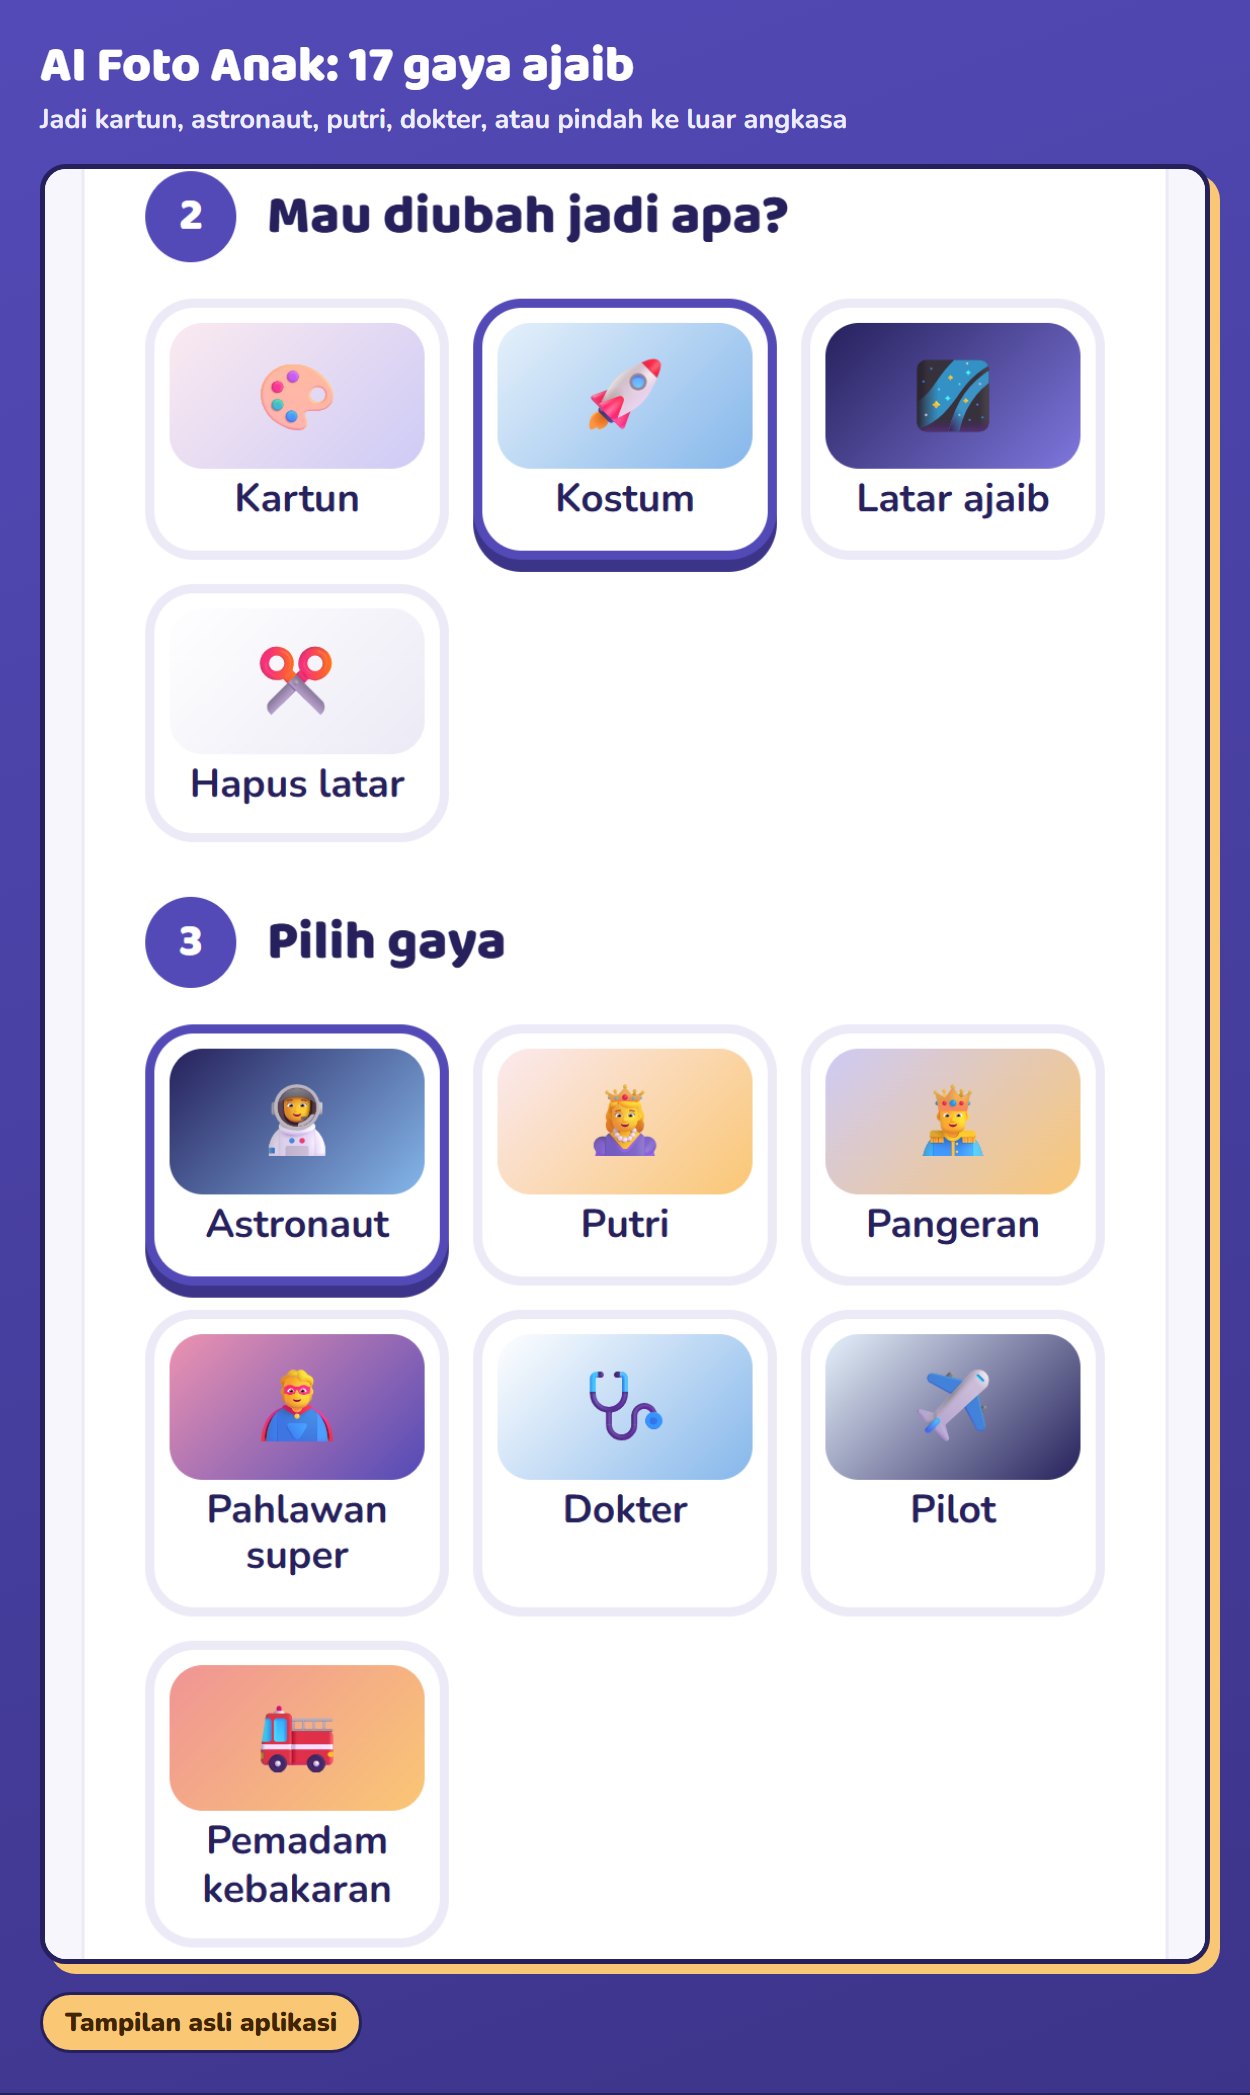 AI Foto Anak: 17 gaya ajaib
Jadi kartun, astronaut, putri, dokter, atau pindah ke luar angkasa
2
Mau diubah jadi apa?
Kartun
Kostum
Latar ajaib
Hapus latar
3
Pilih gaya
Astronaut
Putri
Pangeran
Pahlawan
super
Dokter
Pilot
Pemadam
kebakaran
Tampilan asli aplikasi